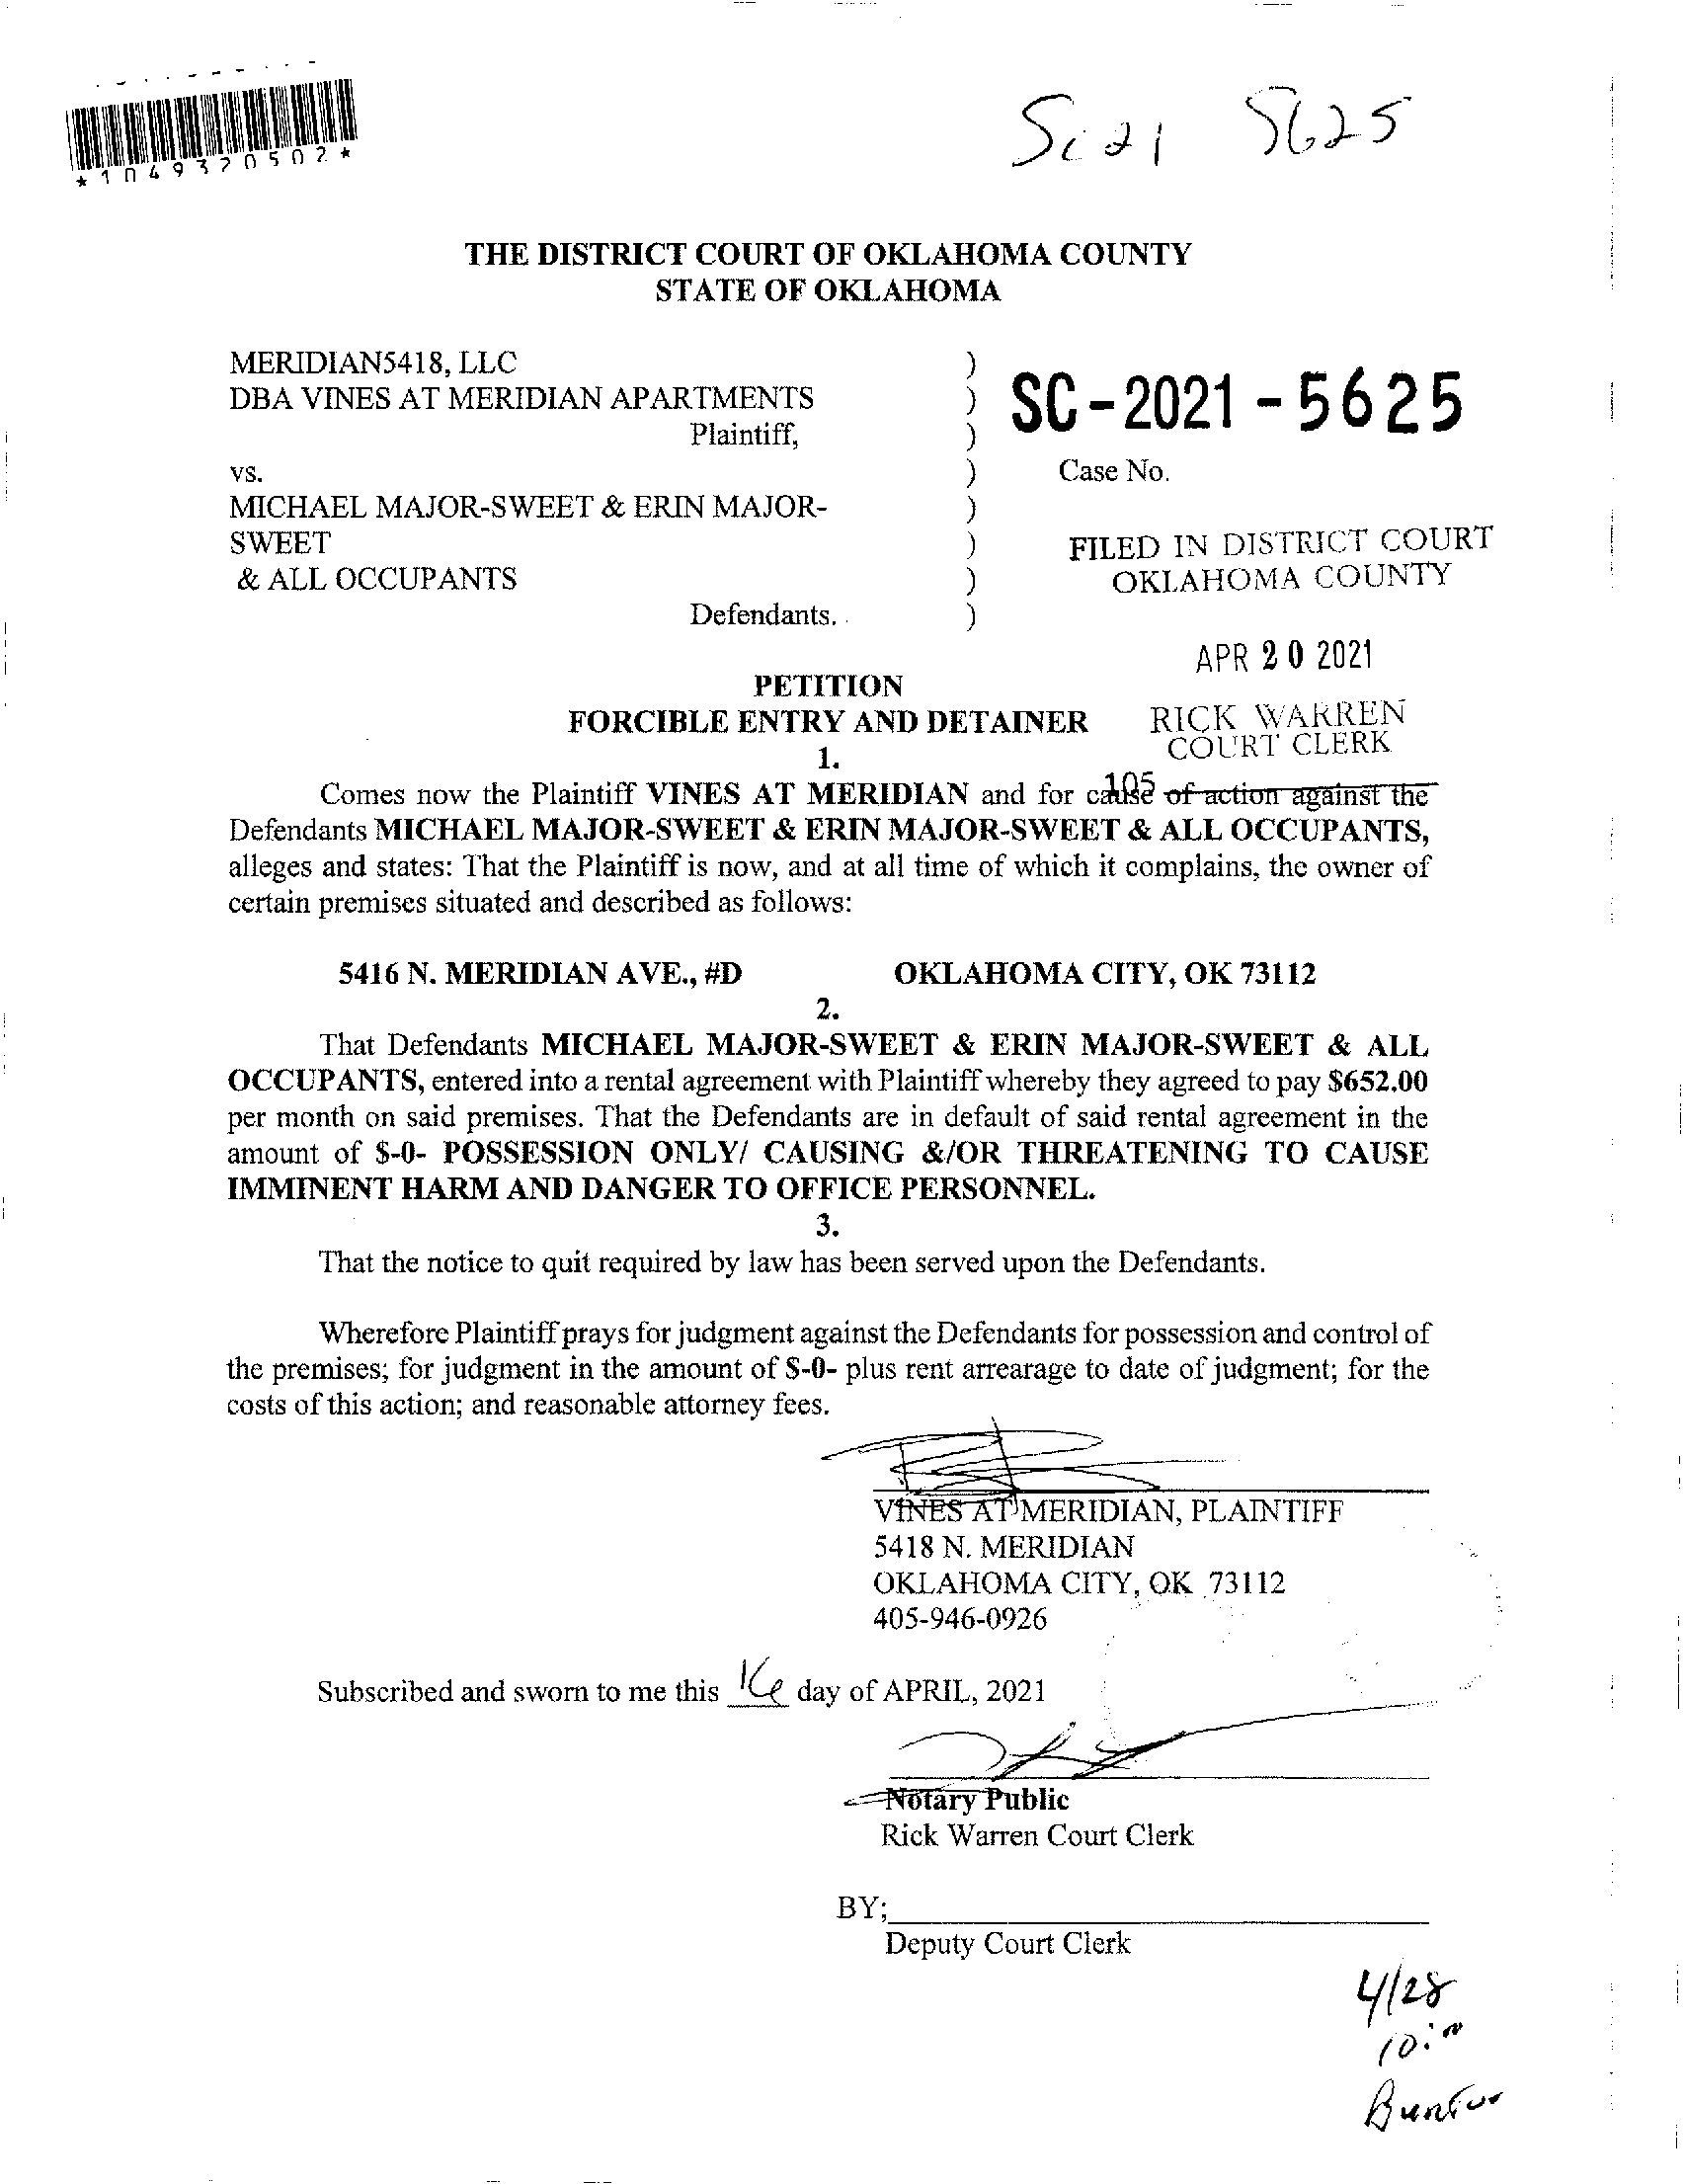 *1049320502*
SC 21 5625
THE DISTRICT COURT OF OKLAHOMA COUNTY
STATE OF OKLAHOMA
MERIDIAN5418, LLC )
DBA VINES AT MERIDIAN APARTMENTS ) SC-2021-5625
Plaintiff, )
vs. ) Case No.
MICHAEL MAJOR-SWEET & ERIN MAJOR- )
SWEET ) FILED IN DISTRICT COURT
& ALL OCCUPANTS ) OKLAHOMA COUNTY
Defendants. )
APR 20 2021
PETITION
FORCIBLE ENTRY AND DETAINER RICK WARREN
1. COURT CLERK
105
Comes now the Plaintiff VINES AT MERIDIAN and for cause of action against the
Defendants MICHAEL MAJOR-SWEET & ERIN MAJOR-SWEET & ALL OCCUPANTS,
alleges and states: That the Plaintiff is now, and at all time of which it complains, the owner of
certain premises situated and described as follows:
5416 N. MERIDIAN AVE., #D OKLAHOMA CITY, OK 73112
2.
That Defendants MICHAEL MAJOR-SWEET & ERIN MAJOR-SWEET & ALL
OCCUPANTS, entered into a rental agreement with Plaintiff whereby they agreed to pay $652.00
per month on said premises. That the Defendants are in default of said rental agreement in the
amount of $-0- POSSESSION ONLY/ CAUSING &/OR THREATENING TO CAUSE
IMMINENT HARM AND DANGER TO OFFICE PERSONNEL.
3.
That the notice to quit required by law has been served upon the Defendants.
Wherefore Plaintiff prays for judgment against the Defendants for possession and control of
the premises; for judgment in the amount of $-0- plus rent arrearage to date of judgment; for the
costs of this action; and reasonable attorney fees.
VINES AT MERIDIAN, PLAINTIFF
5418 N. MERIDIAN
OKLAHOMA CITY, OK 73112
405-946-0926
Subscribed and sworn to me this 16 day of APRIL, 2021
Notary Public
Rick Warren Court Clerk
BY;
Deputy Court Clerk
4/28